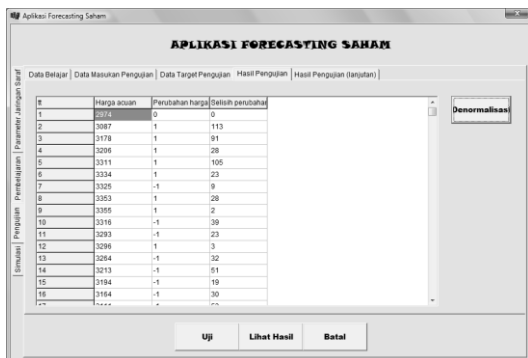 Aplikasi Forecasting Saham
APLIKASI FORECASTING SAHAM
Data Belajar Data Masukan Pengujian Data Target Pengujian Hasil Pengujian Hasil Pengujian (lanjutan)
Parameter Jaringan Saraf
Pembelajaran
Pengujian
Simulasi
tt Harga acuan Perubahan harga Selisih perubahan
1 2974 0 0
2 3087 1 113
3 3178 1 91
4 3206 1 28
5 3311 1 105
6 3334 1 23
7 3325 -1 9
8 3353 1 28
9 3355 1 2
10 3316 -1 39
11 3293 -1 23
12 3296 1 3
13 3264 -1 32
14 3213 -1 51
15 3194 -1 19
16 3164 -1 30
Denormalisasi
Uji Lihat Hasil Batal